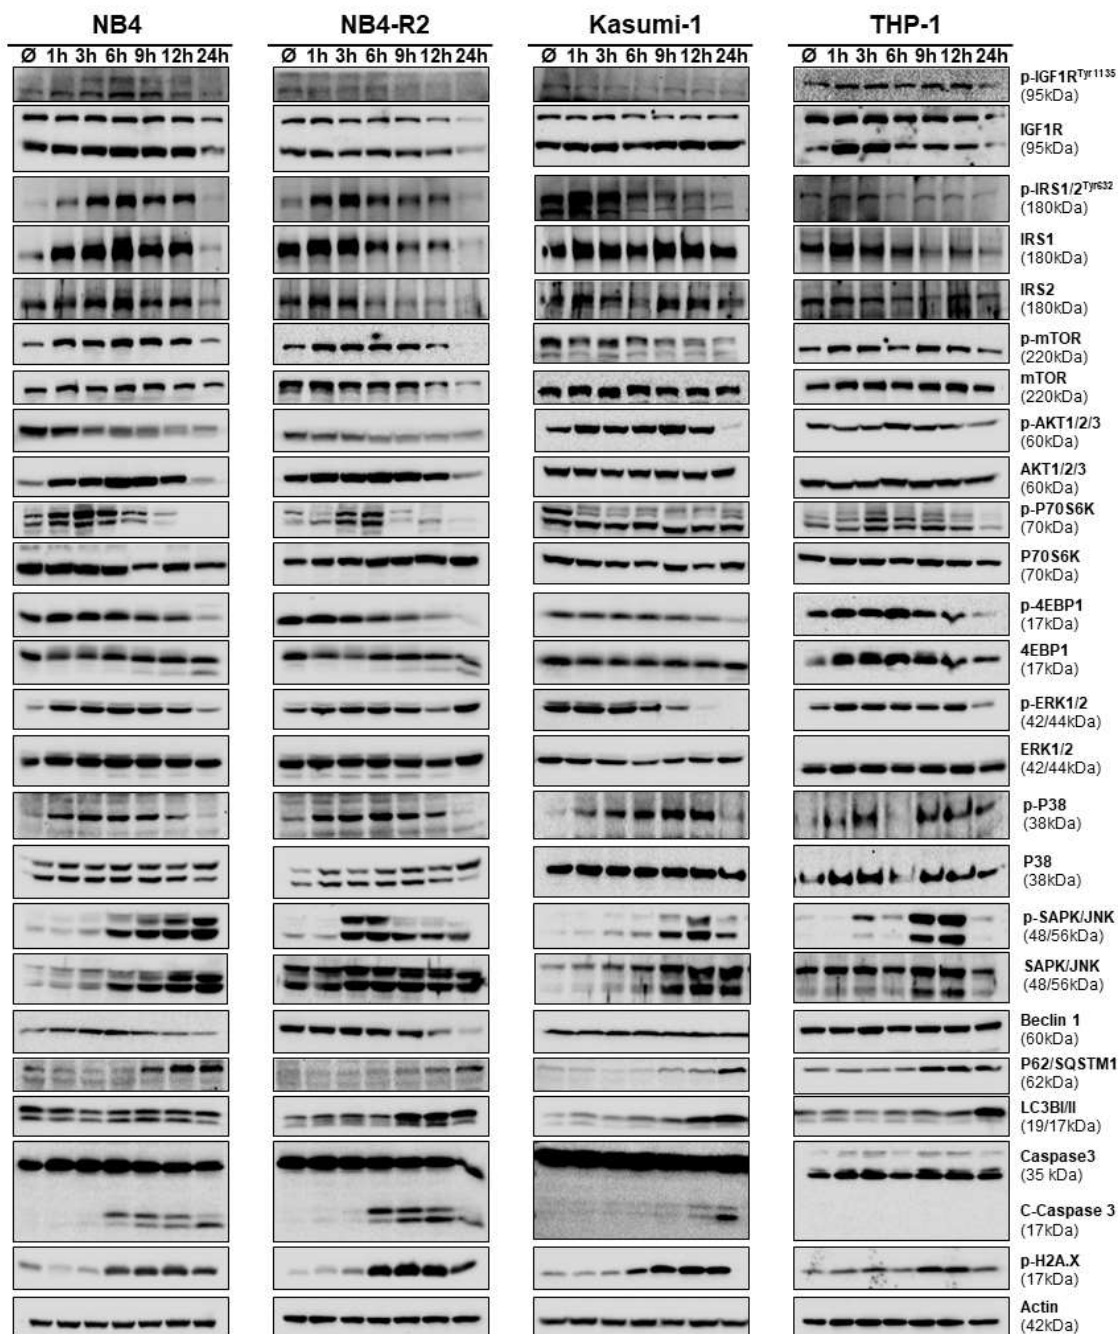 NB4 NB4-R2 Kasumi-1 THP-1
Ø 1h 3h 6h 9h 12h 24h Ø 1h 3h 6h 9h 12h 24h Ø 1h 3h 6h 9h 12h 24h Ø 1h 3h 6h 9h 12h 24h
p-IGF1RTyr1135
(95kDa)
IGF1R
(95kDa)
p-IRS1/2Tyr632
(180kDa)
IRS1
(180kDa)
IRS2
(180kDa)
p-mTOR
(220kDa)
mTOR
(220kDa)
p-AKT1/2/3
(60kDa)
AKT1/2/3
(60kDa)
p-P70S6K
(70kDa)
P70S6K
(70kDa)
p-4EBP1
(17kDa)
4EBP1
(17kDa)
p-ERK1/2
(42/44kDa)
ERK1/2
(42/44kDa)
p-P38
(38kDa)
P38
(38kDa)
p-SAPK/JNK
(48/56kDa)
SAPK/JNK
(48/56kDa)
Beclin 1
(60kDa)
P62/SQSTM1
(62kDa)
LC3BI/II
(19/17kDa)
Caspase3
(35 kDa)
C-Caspase 3
(17kDa)
p-H2A.X
(17kDa)
Actin
(42kDa)